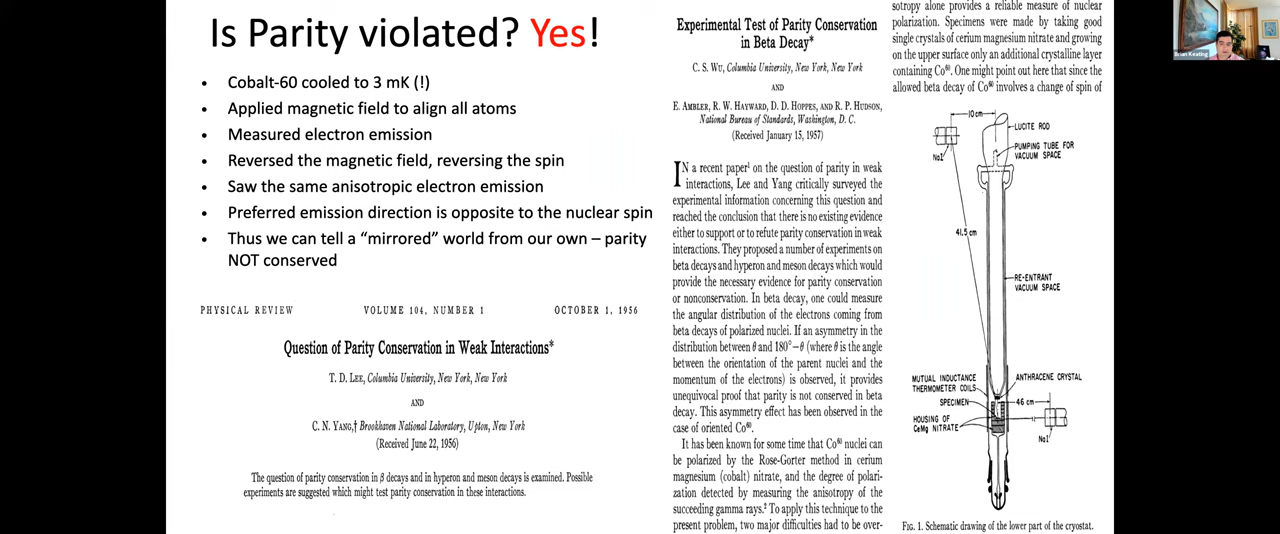 Is Parity violated? Yes!
• Cobalt-60 cooled to 3 mK (!)
• Applied magnetic field to align all atoms
• Measured electron emission
• Reversed the magnetic field, reversing the spin
• Saw the same anisotropic electron emission
• Preferred emission direction is opposite to the nuclear spin
• Thus we can tell a “mirrored” world from our own – parity
NOT conserved
PHYSICAL REVIEW VOLUME 104, NUMBER 1 OCTOBER 1, 1956
Question of Parity Conservation in Weak Interactions*
T. D. LEE, Columbia University, New York, New York
AND
C. N. YANG,† Brookhaven National Laboratory, Upton, New York
(Received June 22, 1956)
The question of parity conservation in β decays and in hyperon and meson decays is examined. Possible
experiments are suggested which might test parity conservation in these interactions.
Experimental Test of Parity Conservation
in Beta Decay*
C. S. WU, Columbia University, New York, New York
AND
E. AMBLER, R. W. HAYWARD, D. D. HOPPES, AND R. P. HUDSON,
National Bureau of Standards, Washington, D. C.
(Received January 15, 1957)
IN a recent paper¹ on the question of parity in weak
interactions, Lee and Yang critically surveyed the
experimental information concerning this question and
reached the conclusion that there is no existing evidence
either to support or to refute parity conservation in weak
interactions. They proposed a number of experiments on
beta decays and hyperon and meson decays which would
provide the necessary evidence for parity conservation
or nonconservation. In beta decay, one could measure
the angular distribution of the electrons coming from
beta decays of polarized nuclei. If an asymmetry in the
distribution between θ and 180°−θ (where θ is the angle
between the orientation of the parent nuclei and the
momentum of the electrons) is observed, it provides
unequivocal proof that parity is not conserved in beta
decay. This asymmetry effect has been observed in the
case of oriented Co⁶⁰.
It has been known for some time that Co⁶⁰ nuclei can
be polarized by the Rose-Gorter method in cerium
magnesium (cobalt) nitrate, and the degree of polari-
zation detected by measuring the anisotropy of the
succeeding gamma rays.² To apply this technique to the
present problem, two major difficulties had to be over-
sotropy alone provides a reliable measure of nuclear
polarization. Specimens were made by taking good
single crystals of cerium magnesium nitrate and growing
on the upper surface only an additional crystalline layer
containing Co⁶⁰. One might point out here that since the
allowed beta decay of Co⁶⁰ involves a change of spin of
10 cm
LUCITE ROD
PUMPING TUBE FOR
VACUUM SPACE
NaI
41.5 cm
RE-ENTRANT
VACUUM SPACE
MUTUAL INDUCTANCE
THERMOMETER COILS
ANTHRACENE CRYSTAL
SPECIMEN
46 cm
HOUSING OF
CeMg NITRATE
NaI
FIG. 1. Schematic drawing of the lower part of the cryostat.
Brian Keating